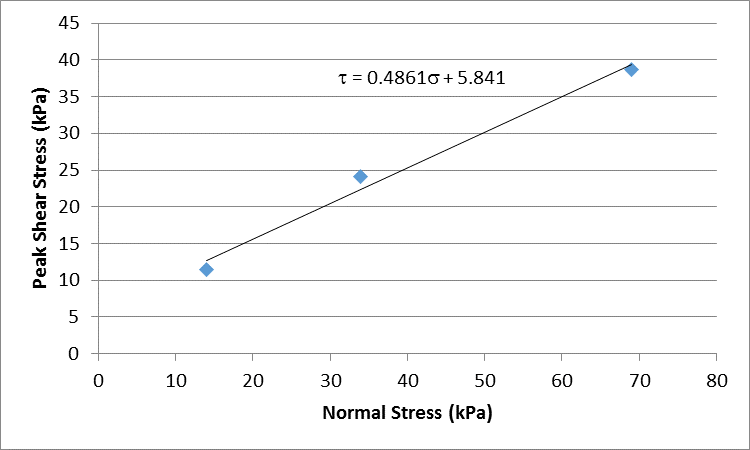 45
40
35
30
25
20
15
10
5
0
τ = 0.4861σ + 5.841
Peak Shear Stress (kPa)
0 10 20 30 40 50 60 70 80
Normal Stress (kPa)